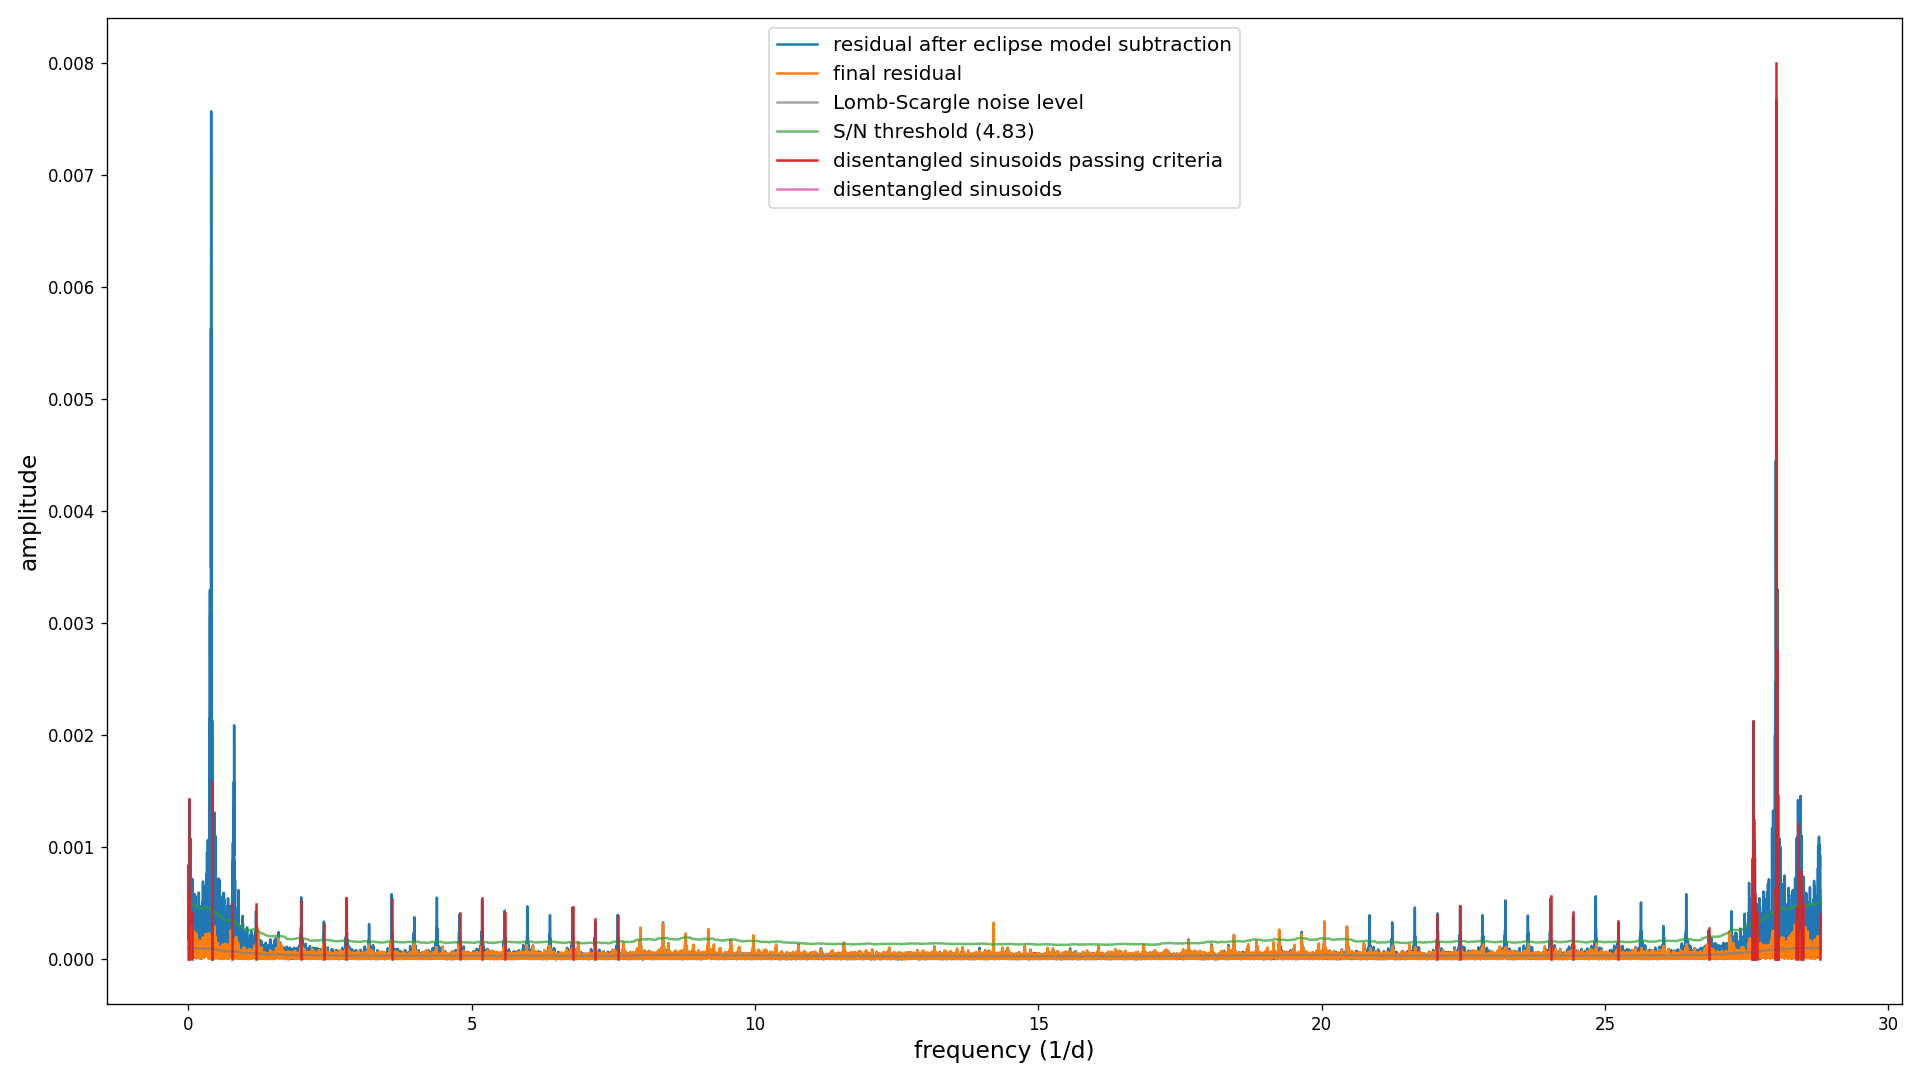 residual after eclipse model subtraction
final residual
Lomb-Scargle noise level
S/N threshold (4.83)
disentangled sinusoids passing criteria
disentangled sinusoids
0.008
0.007
0.006
0.005
0.004
0.003
0.002
0.001
0.000
amplitude
0 5 10 15 20 25 30
frequency (1/d)